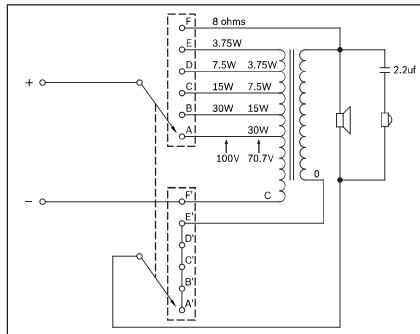 F 8 ohms
E 3.75W
D 7.5W 3.75W
C 15W 7.5W
B 30W 15W
A 30W
100V 70.7V
2.2uf
+
−
0
C
F'
E'
D'
C'
B'
A'